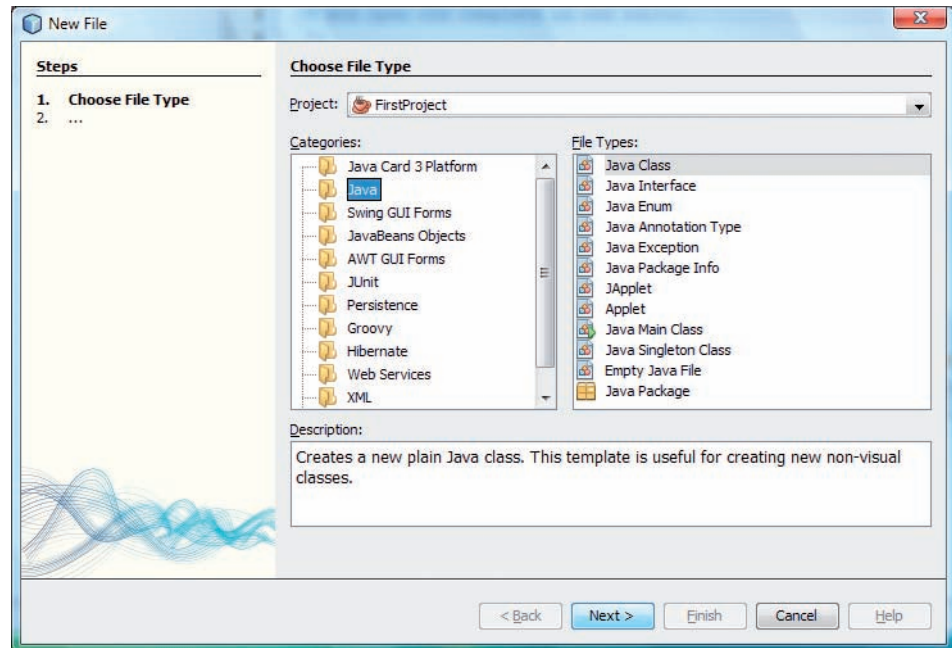 New File
Steps
1. Choose File Type
2. ...
Choose File Type
Project: FirstProject
Categories:
Java Card 3 Platform
Java
Swing GUI Forms
JavaBeans Objects
AWT GUI Forms
JUnit
Persistence
Groovy
Hibernate
Web Services
XML
File Types:
Java Class
Java Interface
Java Enum
Java Annotation Type
Java Exception
Java Package Info
JApplet
Applet
Java Main Class
Java Singleton Class
Empty Java File
Java Package
Description:
Creates a new plain Java class. This template is useful for creating new non-visual
classes.
< Back
Next >
Finish
Cancel
Help